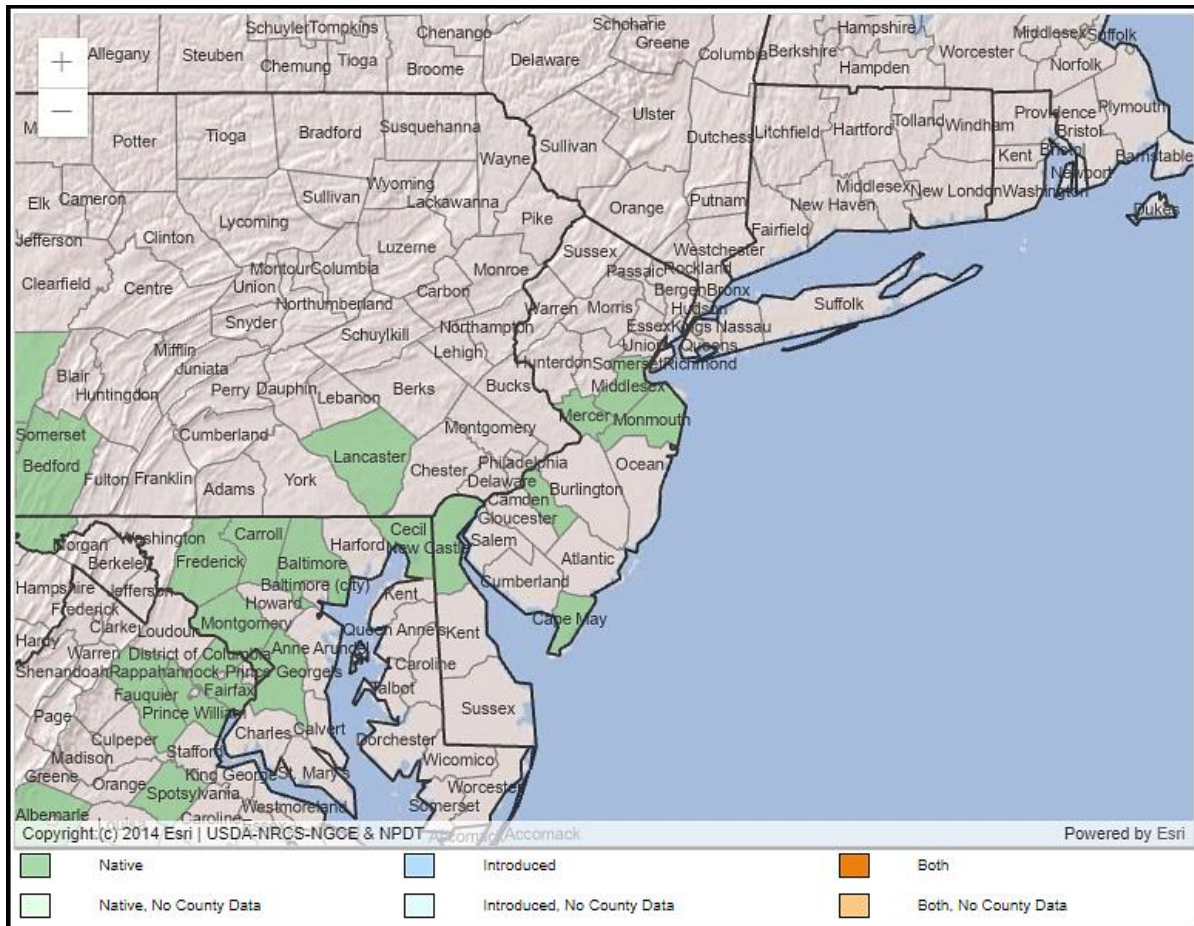 Schuyler Tompkins Chenango Schoharie Hampshire Middlesex Suffolk
+ Allegany Steuben Tioga Greene Columbia Berkshire Worcester
Chemung Broome Delaware Hampden Norfolk
−
Ulster
Potter Tioga Bradford Susquehanna Dutchess Litchfield Hartford Tolland Windham Providence Plymouth
Sullivan Bristol
Wayne Kent Bristol Barnstable
Elk Cameron Sullivan Wyoming Newport
Lackawanna Orange Putnam Middlesex New London Washington
Lycoming Pike New Haven Dukes
Jefferson Clinton Luzerne Sussex Westchester Fairfield
Clearfield Centre Montour Columbia Monroe Passaic Rockland
Union Carbon Bergen Bronx
Northumberland Warren Morris Hudson Suffolk
Snyder Schuylkill Northampton Essex Kings Nassau
Mifflin Lehigh Union Queens
Blair Juniata Hunterdon Somerset Richmond
Huntingdon Perry Dauphin Lebanon Berks Bucks Middlesex
Mercer Monmouth
Somerset Cumberland Montgomery
Bedford Lancaster Chester Philadelphia Ocean
Fulton Franklin Adams York Delaware Burlington
Camden
Gloucester
Morgan Washington Carroll Harford Cecil New Castle Salem
Berkeley Frederick Baltimore Atlantic
Hampshire Jefferson Baltimore (city) Kent Cumberland
Frederick Howard
Clarke Loudoun Montgomery Queen Anne's Kent Cape May
Hardy Warren District of Columbia Anne Arundel
Shenandoah Rappahannock Prince George's Caroline
Fauquier Fairfax Talbot
Page Prince William Sussex
Culpeper Charles Calvert Dorchester
Madison Stafford Wicomico
Greene Orange King George St. Mary's
Spotsylvania Worcester
Albemarle Caroline Westmoreland Somerset
Louisa Essex
Copyright:(c) 2014 Esri | USDA-NRCS-NGCE & NPDT Accomack Accomack Powered by Esri
Native Introduced Both
Native, No County Data Introduced, No County Data Both, No County Data